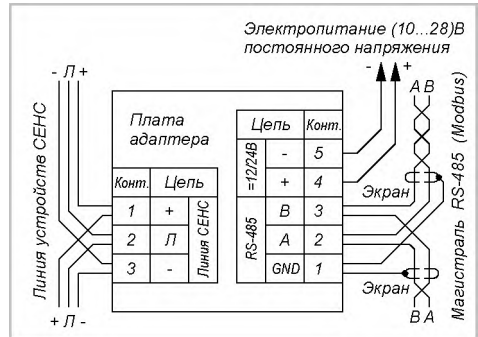 Электропитание (10...28)В
постоянного напряжения
- Л +
- +
А В
Плата
адаптера
Цепь Конт.
=12/24В
- 5
+ 4
RS-485
В 3
А 2
GND 1
Конт. Цепь
1 +
2 Л
3 -
Линия СЕНС
Линия устройств СЕНС
Экран
Экран
Магистраль RS-485 (Modbus)
+ Л -
В А